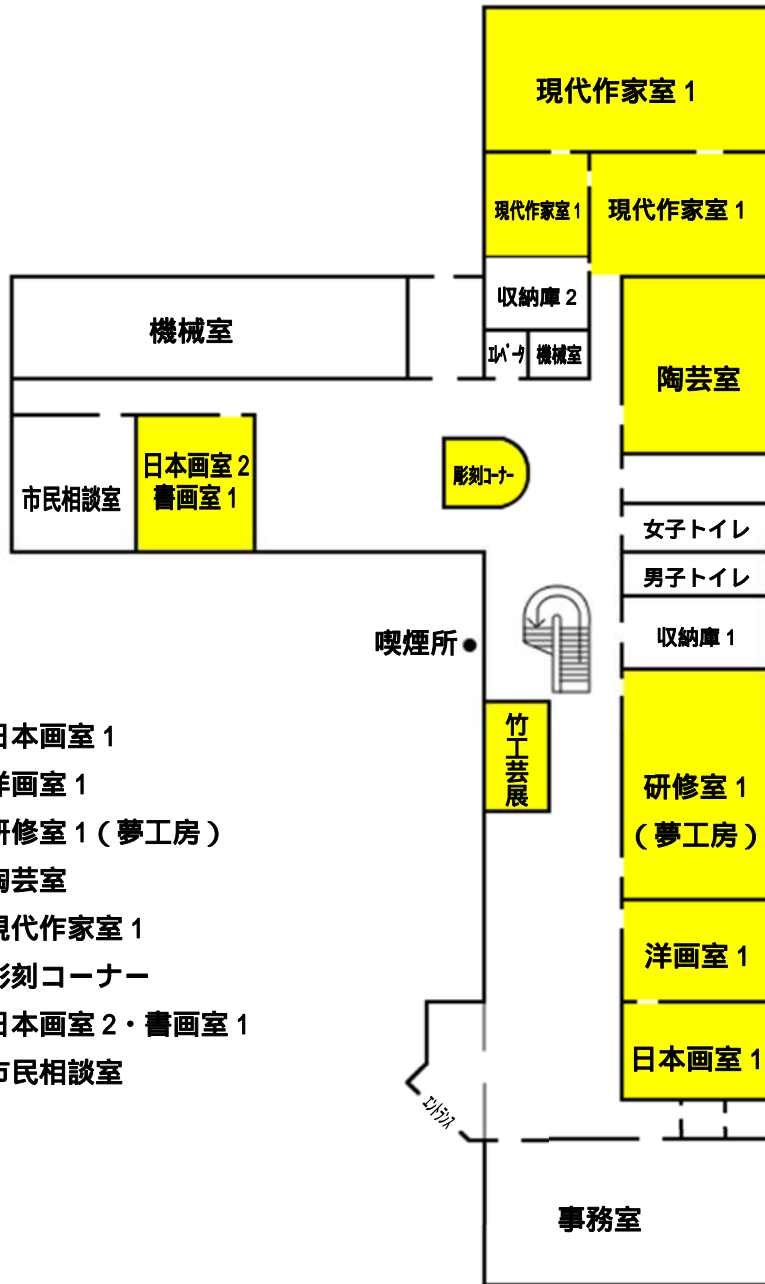 現代作家室 1
現代作家室 1
現代作家室 1
収納庫 2
機械室
エレベータ
機械室
陶芸室
日本画室 2
書画室 1
市民相談室
彫刻コーナー
女子トイレ
男子トイレ
喫煙所
収納庫 1
竹工芸展
研修室 1
（夢工房）
日本画室 1
洋画室 1
研修室 1（夢工房）
陶芸室
現代作家室 1
彫刻コーナー
日本画室 2・書画室 1
市民相談室
洋画室 1
日本画室 1
エントランス
事務室